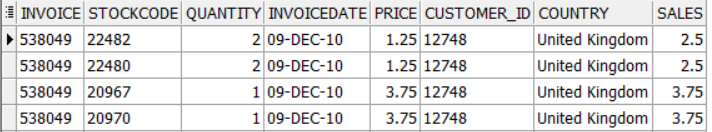 INVOICE STOCKCODE QUANTITY INVOICEDATE PRICE CUSTOMER_ID COUNTRY SALES
538049 22482 2 09-DEC-10 1.25 12748 United Kingdom 2.5
538049 22480 2 09-DEC-10 1.25 12748 United Kingdom 2.5
538049 20967 1 09-DEC-10 3.75 12748 United Kingdom 3.75
538049 20970 1 09-DEC-10 3.75 12748 United Kingdom 3.75